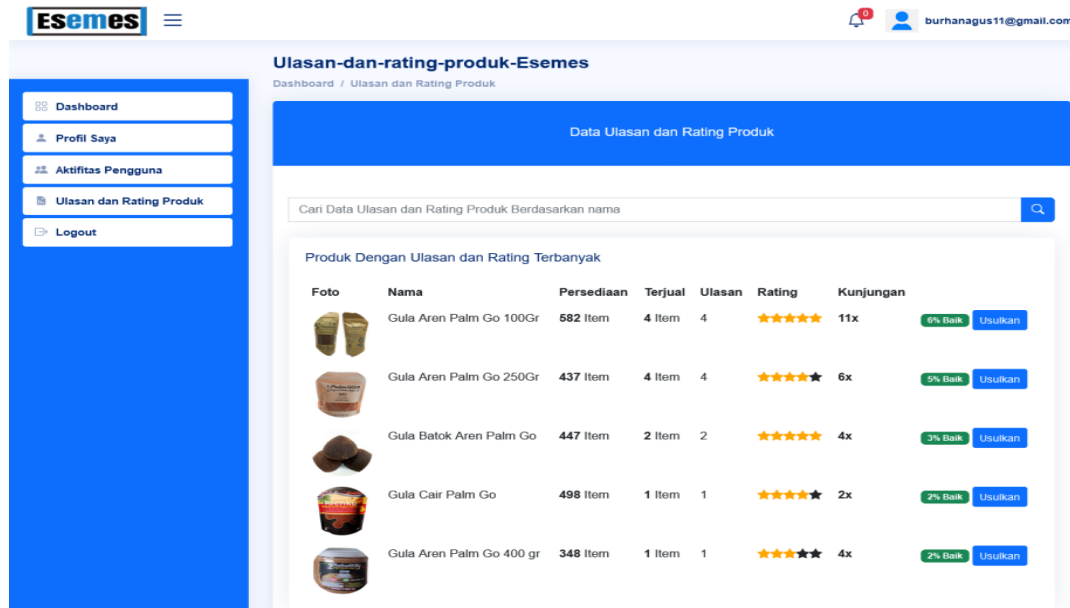 Esemes
0
burhanagus11@gmail.com
Ulasan-dan-rating-produk-Esemes
Dashboard / Ulasan dan Rating Produk
Dashboard
Profil Saya
Aktifitas Pengguna
Ulasan dan Rating Produk
Logout
Data Ulasan dan Rating Produk
Cari Data Ulasan dan Rating Produk Berdasarkan nama
Produk Dengan Ulasan dan Rating Terbanyak
Foto Nama Persediaan Terjual Ulasan Rating Kunjungan
Gula Aren Palm Go 100Gr 582 Item 4 Item 4 11x 6% Baik Usulkan
Gula Aren Palm Go 250Gr 437 Item 4 Item 4 6x 5% Baik Usulkan
Gula Batok Aren Palm Go 447 Item 2 Item 2 4x 3% Baik Usulkan
Gula Cair Palm Go 498 Item 1 Item 1 2x 2% Baik Usulkan
Gula Aren Palm Go 400 gr 348 Item 1 Item 1 4x 2% Baik Usulkan